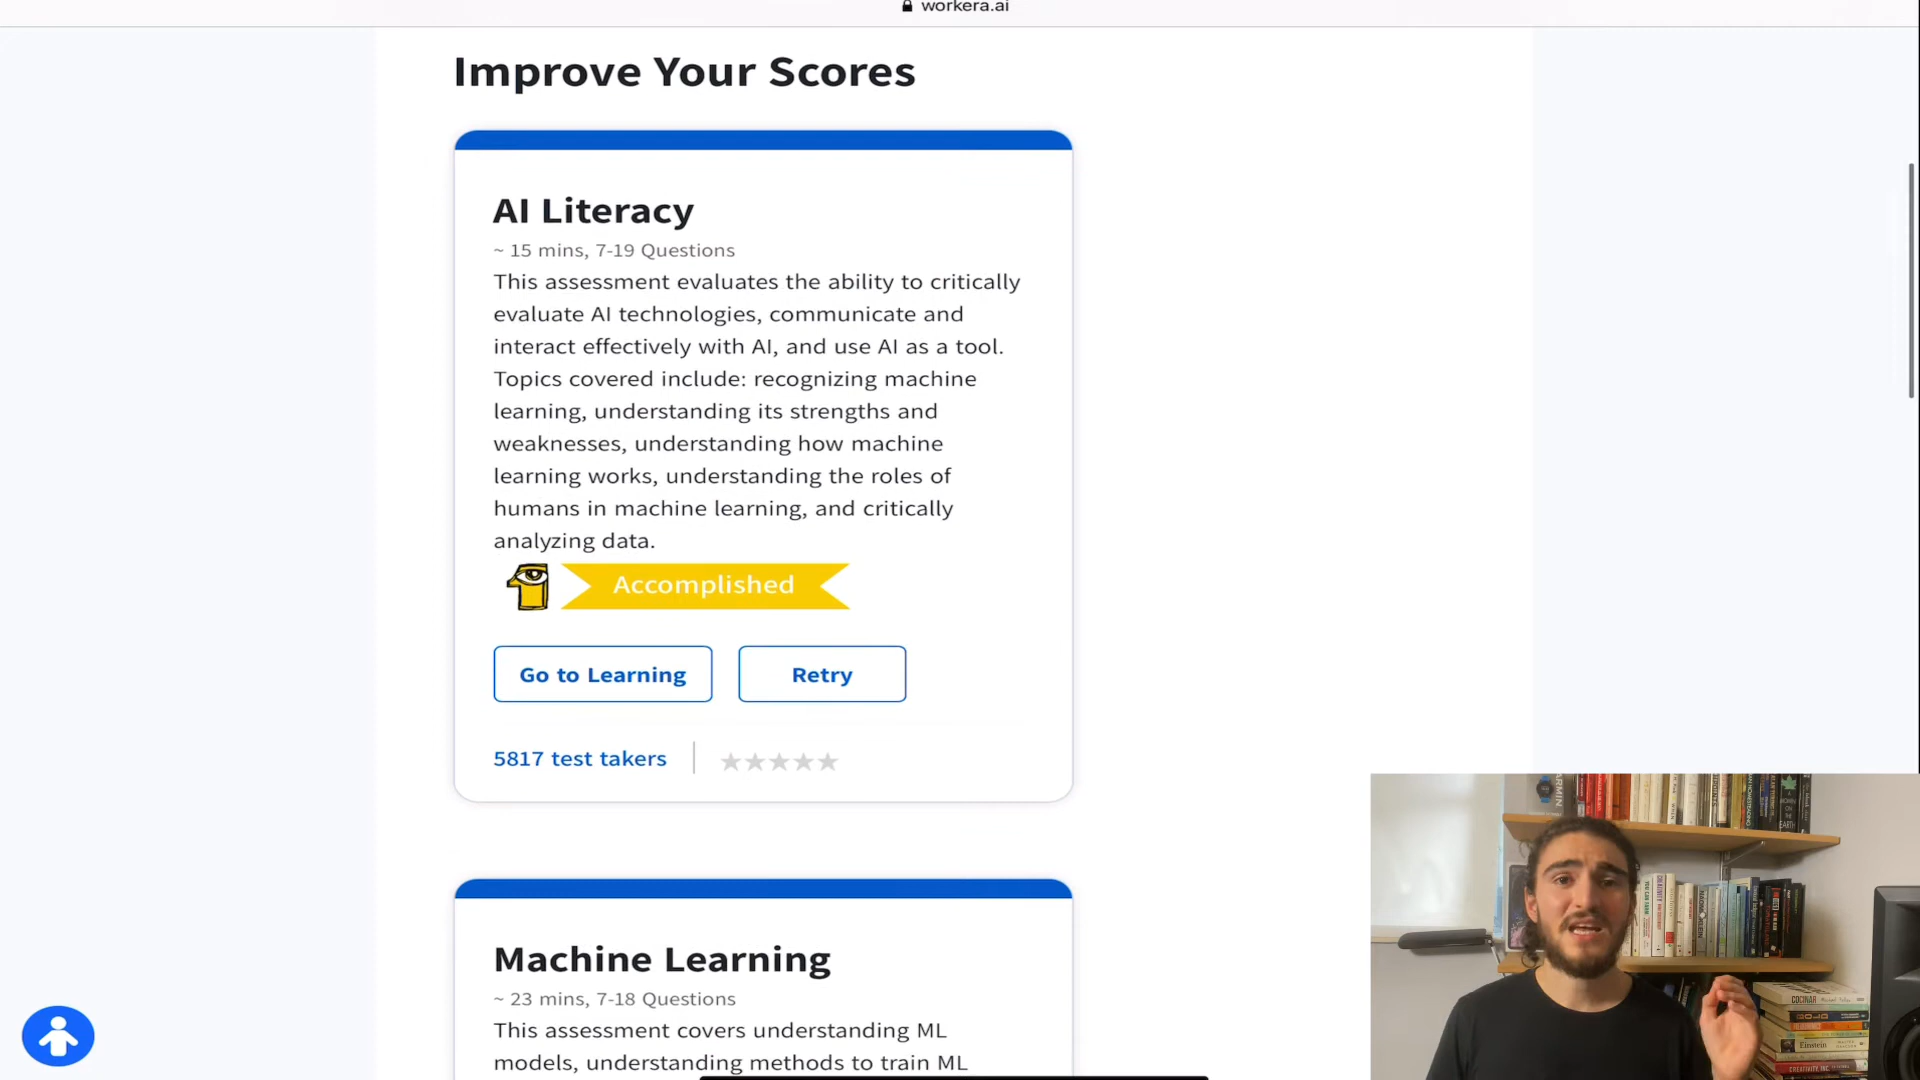 workera.ai
Improve Your Scores
AI Literacy
~ 15 mins, 7-19 Questions
This assessment evaluates the ability to critically
evaluate AI technologies, communicate and
interact effectively with AI, and use AI as a tool.
Topics covered include: recognizing machine
learning, understanding its strengths and
weaknesses, understanding how machine
learning works, understanding the roles of
humans in machine learning, and critically
analyzing data.
Accomplished
Go to Learning
Retry
5817 test takers
Machine Learning
~ 23 mins, 7-18 Questions
This assessment covers understanding ML
models, understanding methods to train ML
GARMIN
COCINAR
Einstein